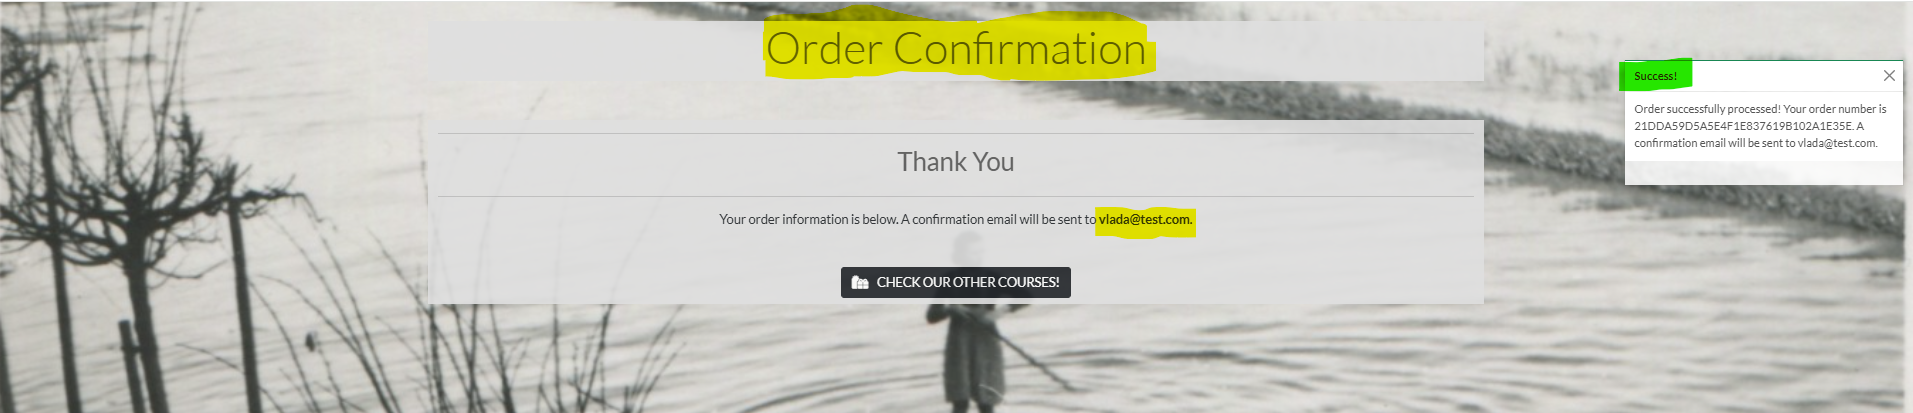 Order Confirmation
Success!
Order successfully processed! Your order number is
21DDA59D5A5E4F1E837619B102A1E35E. A
confirmation email will be sent to vlada@test.com.
Thank You
Your order information is below. A confirmation email will be sent to vlada@test.com.
CHECK OUR OTHER COURSES!